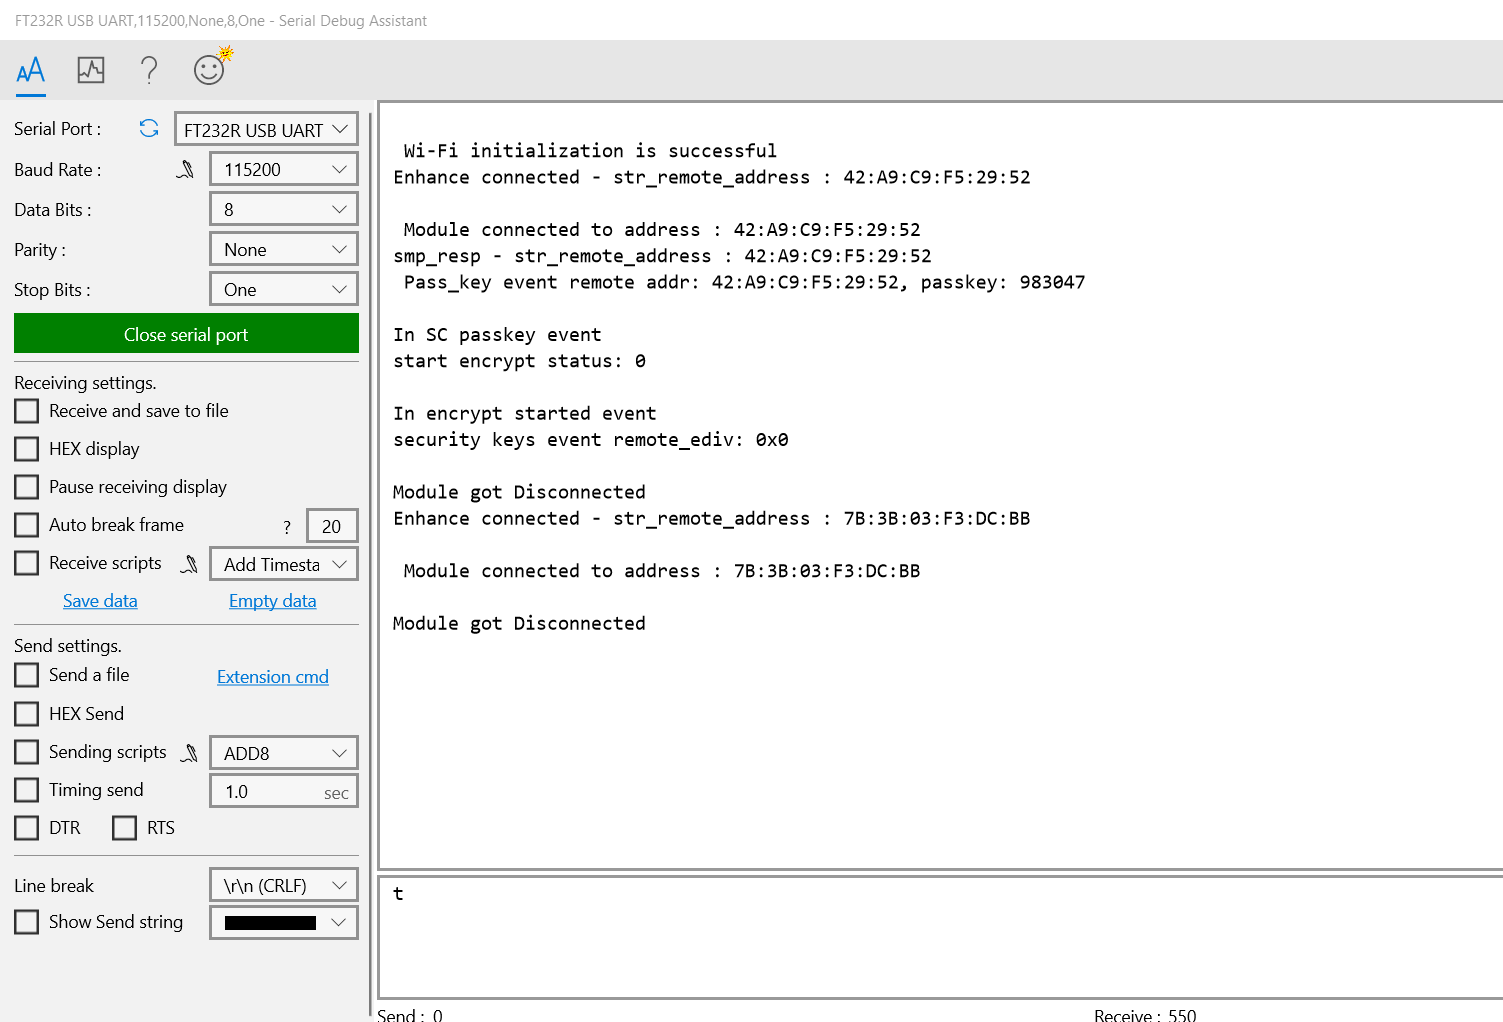 FT232R USB UART,115200,None,8,One - Serial Debug Assistant
AA
?
Serial Port :
FT232R USB UART
Baud Rate :
115200
Data Bits :
8
Parity :
None
Stop Bits :
One
Close serial port
Receiving settings.
Receive and save to file
HEX display
Pause receiving display
Auto break frame
?
20
Receive scripts
Add Timesta
Save data
Empty data
Send settings.
Send a file
Extension cmd
HEX Send
Sending scripts
ADD8
Timing send
1.0
sec
DTR
RTS
Line break
\r\n (CRLF)
Show Send string
Wi-Fi initialization is successful
Enhance connected - str_remote_address : 42:A9:C9:F5:29:52
Module connected to address : 42:A9:C9:F5:29:52
smp_resp - str_remote_address : 42:A9:C9:F5:29:52
Pass_key event remote addr: 42:A9:C9:F5:29:52, passkey: 983047
In SC passkey event
start encrypt status: 0
In encrypt started event
security keys event remote_ediv: 0x0
Module got Disconnected
Enhance connected - str_remote_address : 7B:3B:03:F3:DC:BB
Module connected to address : 7B:3B:03:F3:DC:BB
Module got Disconnected
t
Send : 0
Receive : 550